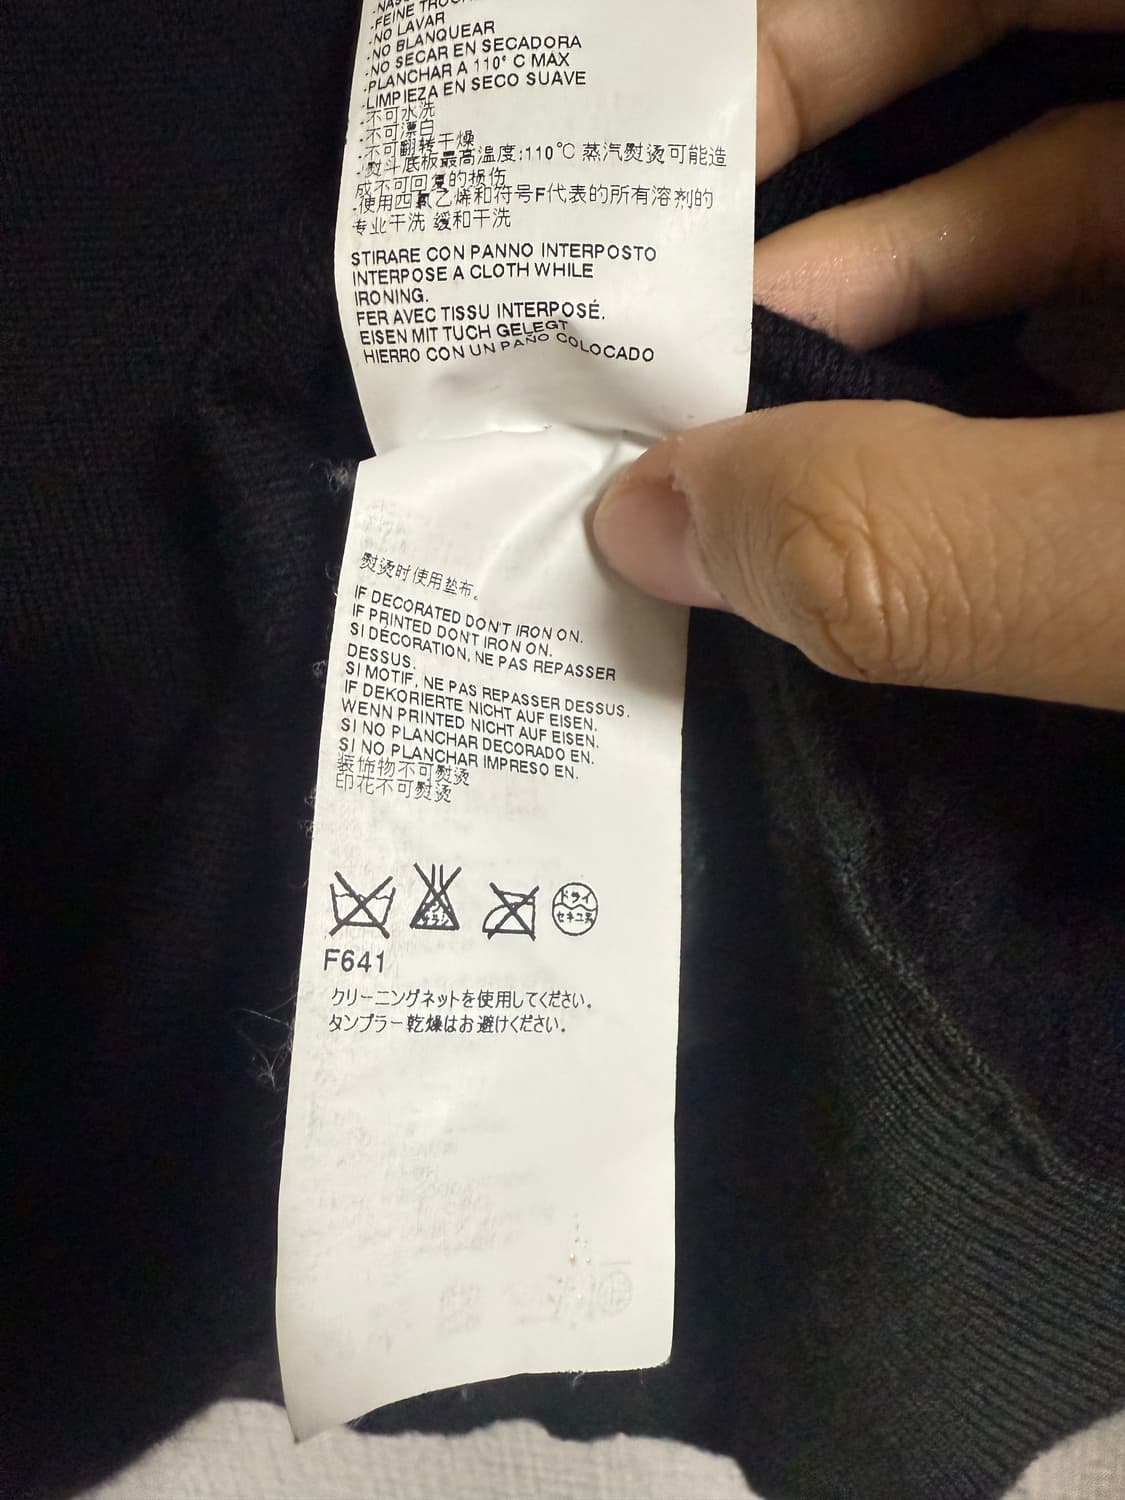 -FEINE
-NO LAVAR
-NO BLANQUEAR
-NO SECAR EN SECADORA
-PLANCHAR A 110° C MAX
-LIMPIEZA EN SECO SUAVE
-不可水洗
-不可漂白
-不可翻转干燥
-熨斗底板最高温度:110℃ 蒸汽熨烫可能造
成不可回复的损伤
-使用四氯乙烯和符号F代表的所有溶剂的
专业干洗 缓和干洗
STIRARE CON PANNO INTERPOSTO
INTERPOSE A CLOTH WHILE
IRONING.
FER AVEC TISSU INTERPOSÉ.
EISEN MIT TUCH GELEGT
HIERRO CON UN PAÑO COLOCADO
熨烫时使用垫布。
IF DECORATED DON'T IRON ON.
IF PRINTED DON'T IRON ON.
SI DECORATION, NE PAS REPASSER
DESSUS.
SI MOTIF, NE PAS REPASSER DESSUS.
IF DEKORIERTE NICHT AUF EISEN.
WENN PRINTED NICHT AUF EISEN.
SI NO PLANCHAR DECORADO EN.
SI NO PLANCHAR IMPRESO EN.
装饰物不可熨烫
印花不可熨烫
ドライ
セキユ系
F641
クリーニングネットを使用してください。
タンブラー乾燥はお避けください。